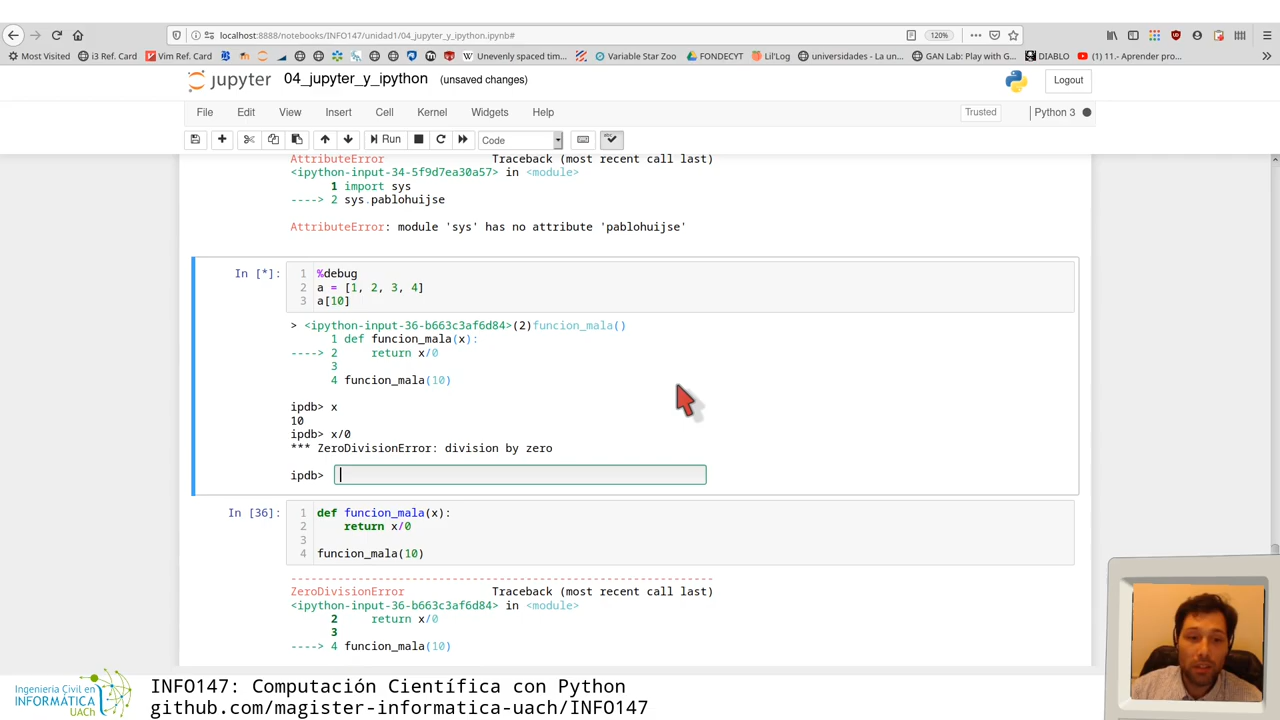 localhost:8888/notebooks/INFO147/unidad1/04_jupyter_y_ipython.ipynb#
120%
Most Visited
i3 Ref. Card
Vim Ref. Card
Unevenly spaced tim...
Variable Star Zoo
FONDECYT
Lil'Log
universidades - La un...
GAN Lab: Play with G...
DIABLO
(1) 11.- Aprender pro...
jupyter 04_jupyter_y_ipython (unsaved changes)
Logout
File Edit View Insert Cell Kernel Widgets Help
Trusted
Python 3
Run
Code
AttributeError Traceback (most recent call last)
<ipython-input-34-5f9d7ea30a57> in <module>
1 import sys
----> 2 sys.pablohuijse
AttributeError: module 'sys' has no attribute 'pablohuijse'
In [*]:
1 %debug
2 a = [1, 2, 3, 4]
3 a[10]
> <ipython-input-36-b663c3af6d84>(2)funcion_mala()
1 def funcion_mala(x):
----> 2 return x/0
3
4 funcion_mala(10)
ipdb> x
10
ipdb> x/0
*** ZeroDivisionError: division by zero
ipdb>
In [36]:
1 def funcion_mala(x):
2 return x/0
3
4 funcion_mala(10)
---------------------------------------------------------------
ZeroDivisionError Traceback (most recent call last)
<ipython-input-36-b663c3af6d84> in <module>
2 return x/0
3
----> 4 funcion_mala(10)
Ingeniería Civil en
INFORMÁTICA
UACh
INFO147: Computación Científica con Python
github.com/magister-informatica-uach/INFO147